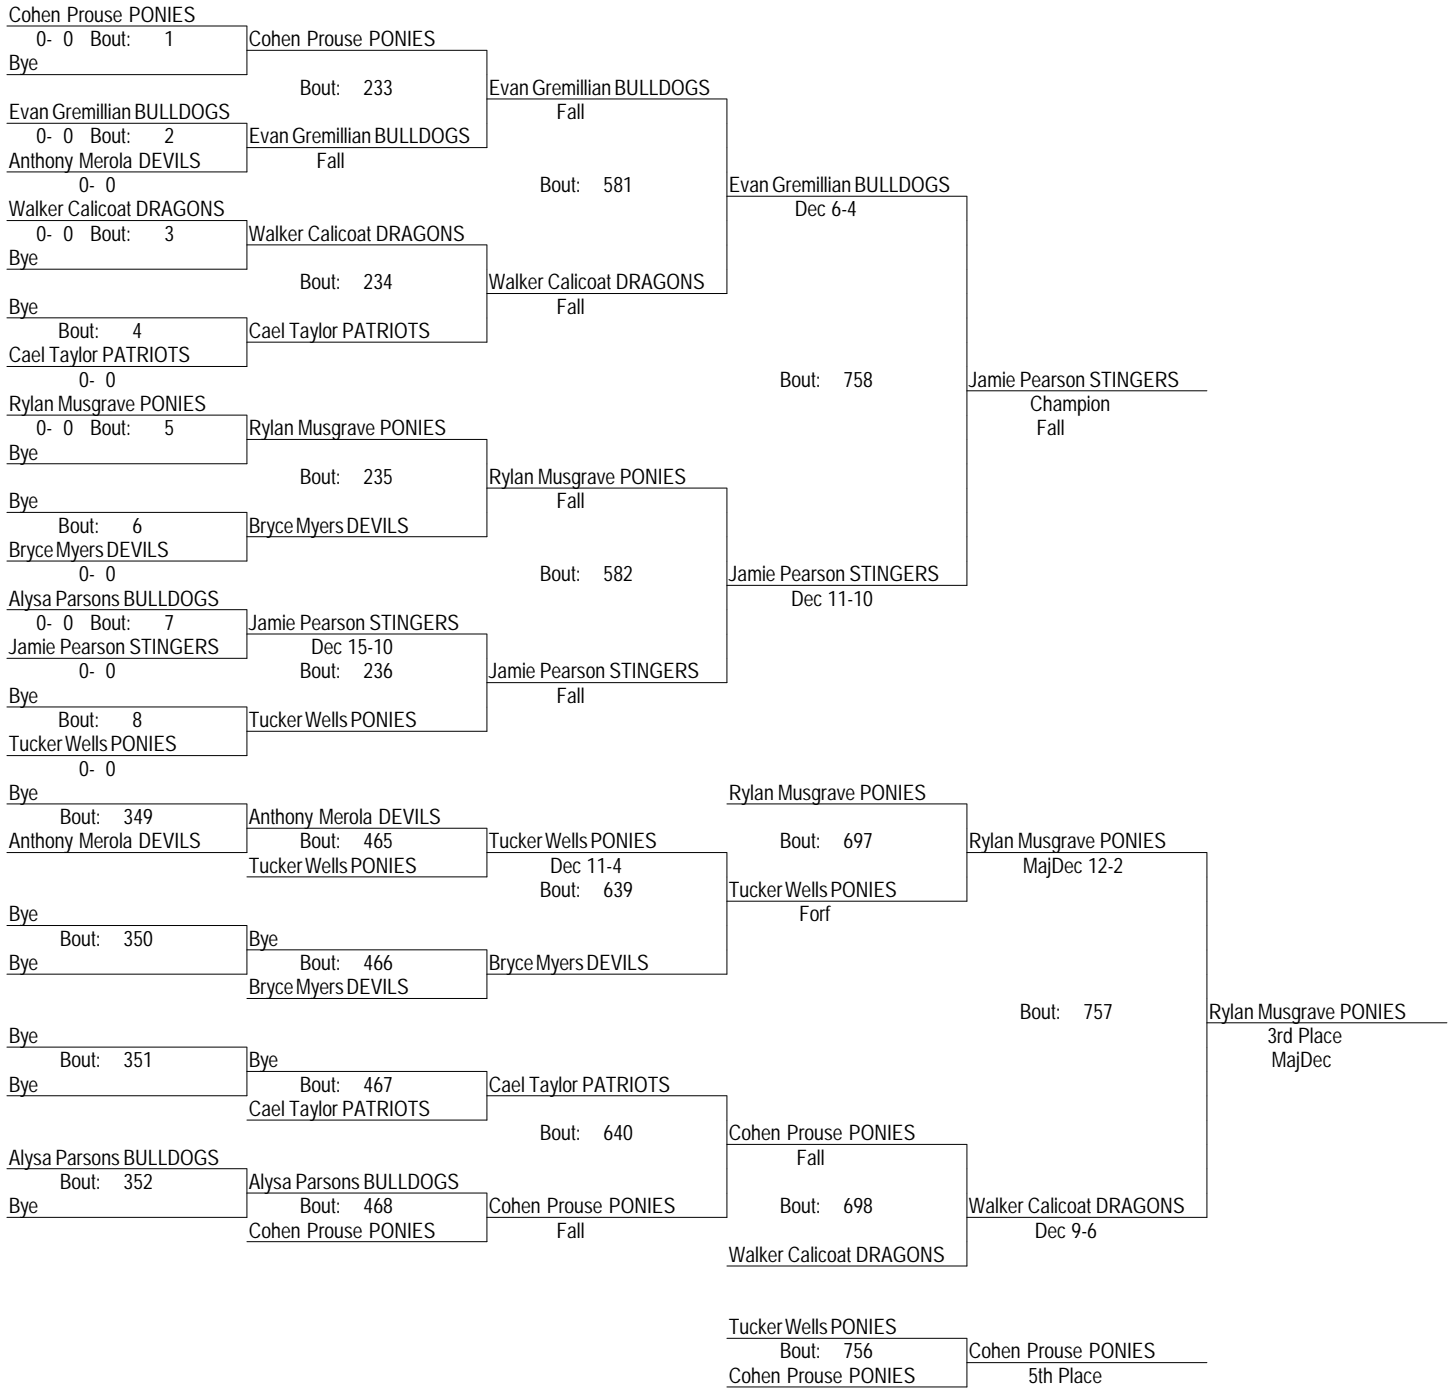 Cohen Prouse PONIES
0- 0 Bout: 1 Cohen Prouse PONIES
Bye
Bout: 233 Evan Gremillian BULLDOGS
Evan Gremillian BULLDOGS Fall
0- 0 Bout: 2 Evan Gremillian BULLDOGS
Anthony Merola DEVILS Fall
0- 0 Bout: 581 Evan Gremillian BULLDOGS
Walker Calicoat DRAGONS Dec 6-4
0- 0 Bout: 3 Walker Calicoat DRAGONS
Bye
Bout: 234 Walker Calicoat DRAGONS
Bye Fall
Bout: 4 Cael Taylor PATRIOTS
Cael Taylor PATRIOTS
0- 0 Bout: 758 Jamie Pearson STINGERS
Rylan Musgrave PONIES Champion
0- 0 Bout: 5 Rylan Musgrave PONIES Fall
Bye
Bout: 235 Rylan Musgrave PONIES
Bye Fall
Bout: 6 Bryce Myers DEVILS
Bryce Myers DEVILS
0- 0 Bout: 582 Jamie Pearson STINGERS
Alysa Parsons BULLDOGS Dec 11-10
0- 0 Bout: 7 Jamie Pearson STINGERS
Jamie Pearson STINGERS Dec 15-10
0- 0 Bout: 236 Jamie Pearson STINGERS
Bye Fall
Bout: 8 Tucker Wells PONIES
Tucker Wells PONIES
0- 0
Bye Rylan Musgrave PONIES
Bout: 349 Anthony Merola DEVILS
Anthony Merola DEVILS Bout: 465 Tucker Wells PONIES Bout: 697 Rylan Musgrave PONIES
Tucker Wells PONIES Dec 11-4 MajDec 12-2
Bout: 639 Tucker Wells PONIES
Bye Forf
Bout: 350 Bye
Bye Bout: 466 Bryce Myers DEVILS
Bryce Myers DEVILS
Bout: 757 Rylan Musgrave PONIES
Bye 3rd Place
Bout: 351 Bye MajDec
Bye Bout: 467 Cael Taylor PATRIOTS
Cael Taylor PATRIOTS
Bout: 640 Cohen Prouse PONIES
Alysa Parsons BULLDOGS Fall
Bout: 352 Alysa Parsons BULLDOGS
Bye Bout: 468 Cohen Prouse PONIES Bout: 698 Walker Calicoat DRAGONS
Cohen Prouse PONIES Fall Dec 9-6
Walker Calicoat DRAGONS
Tucker Wells PONIES
Bout: 756 Cohen Prouse PONIES
Cohen Prouse PONIES 5th Place